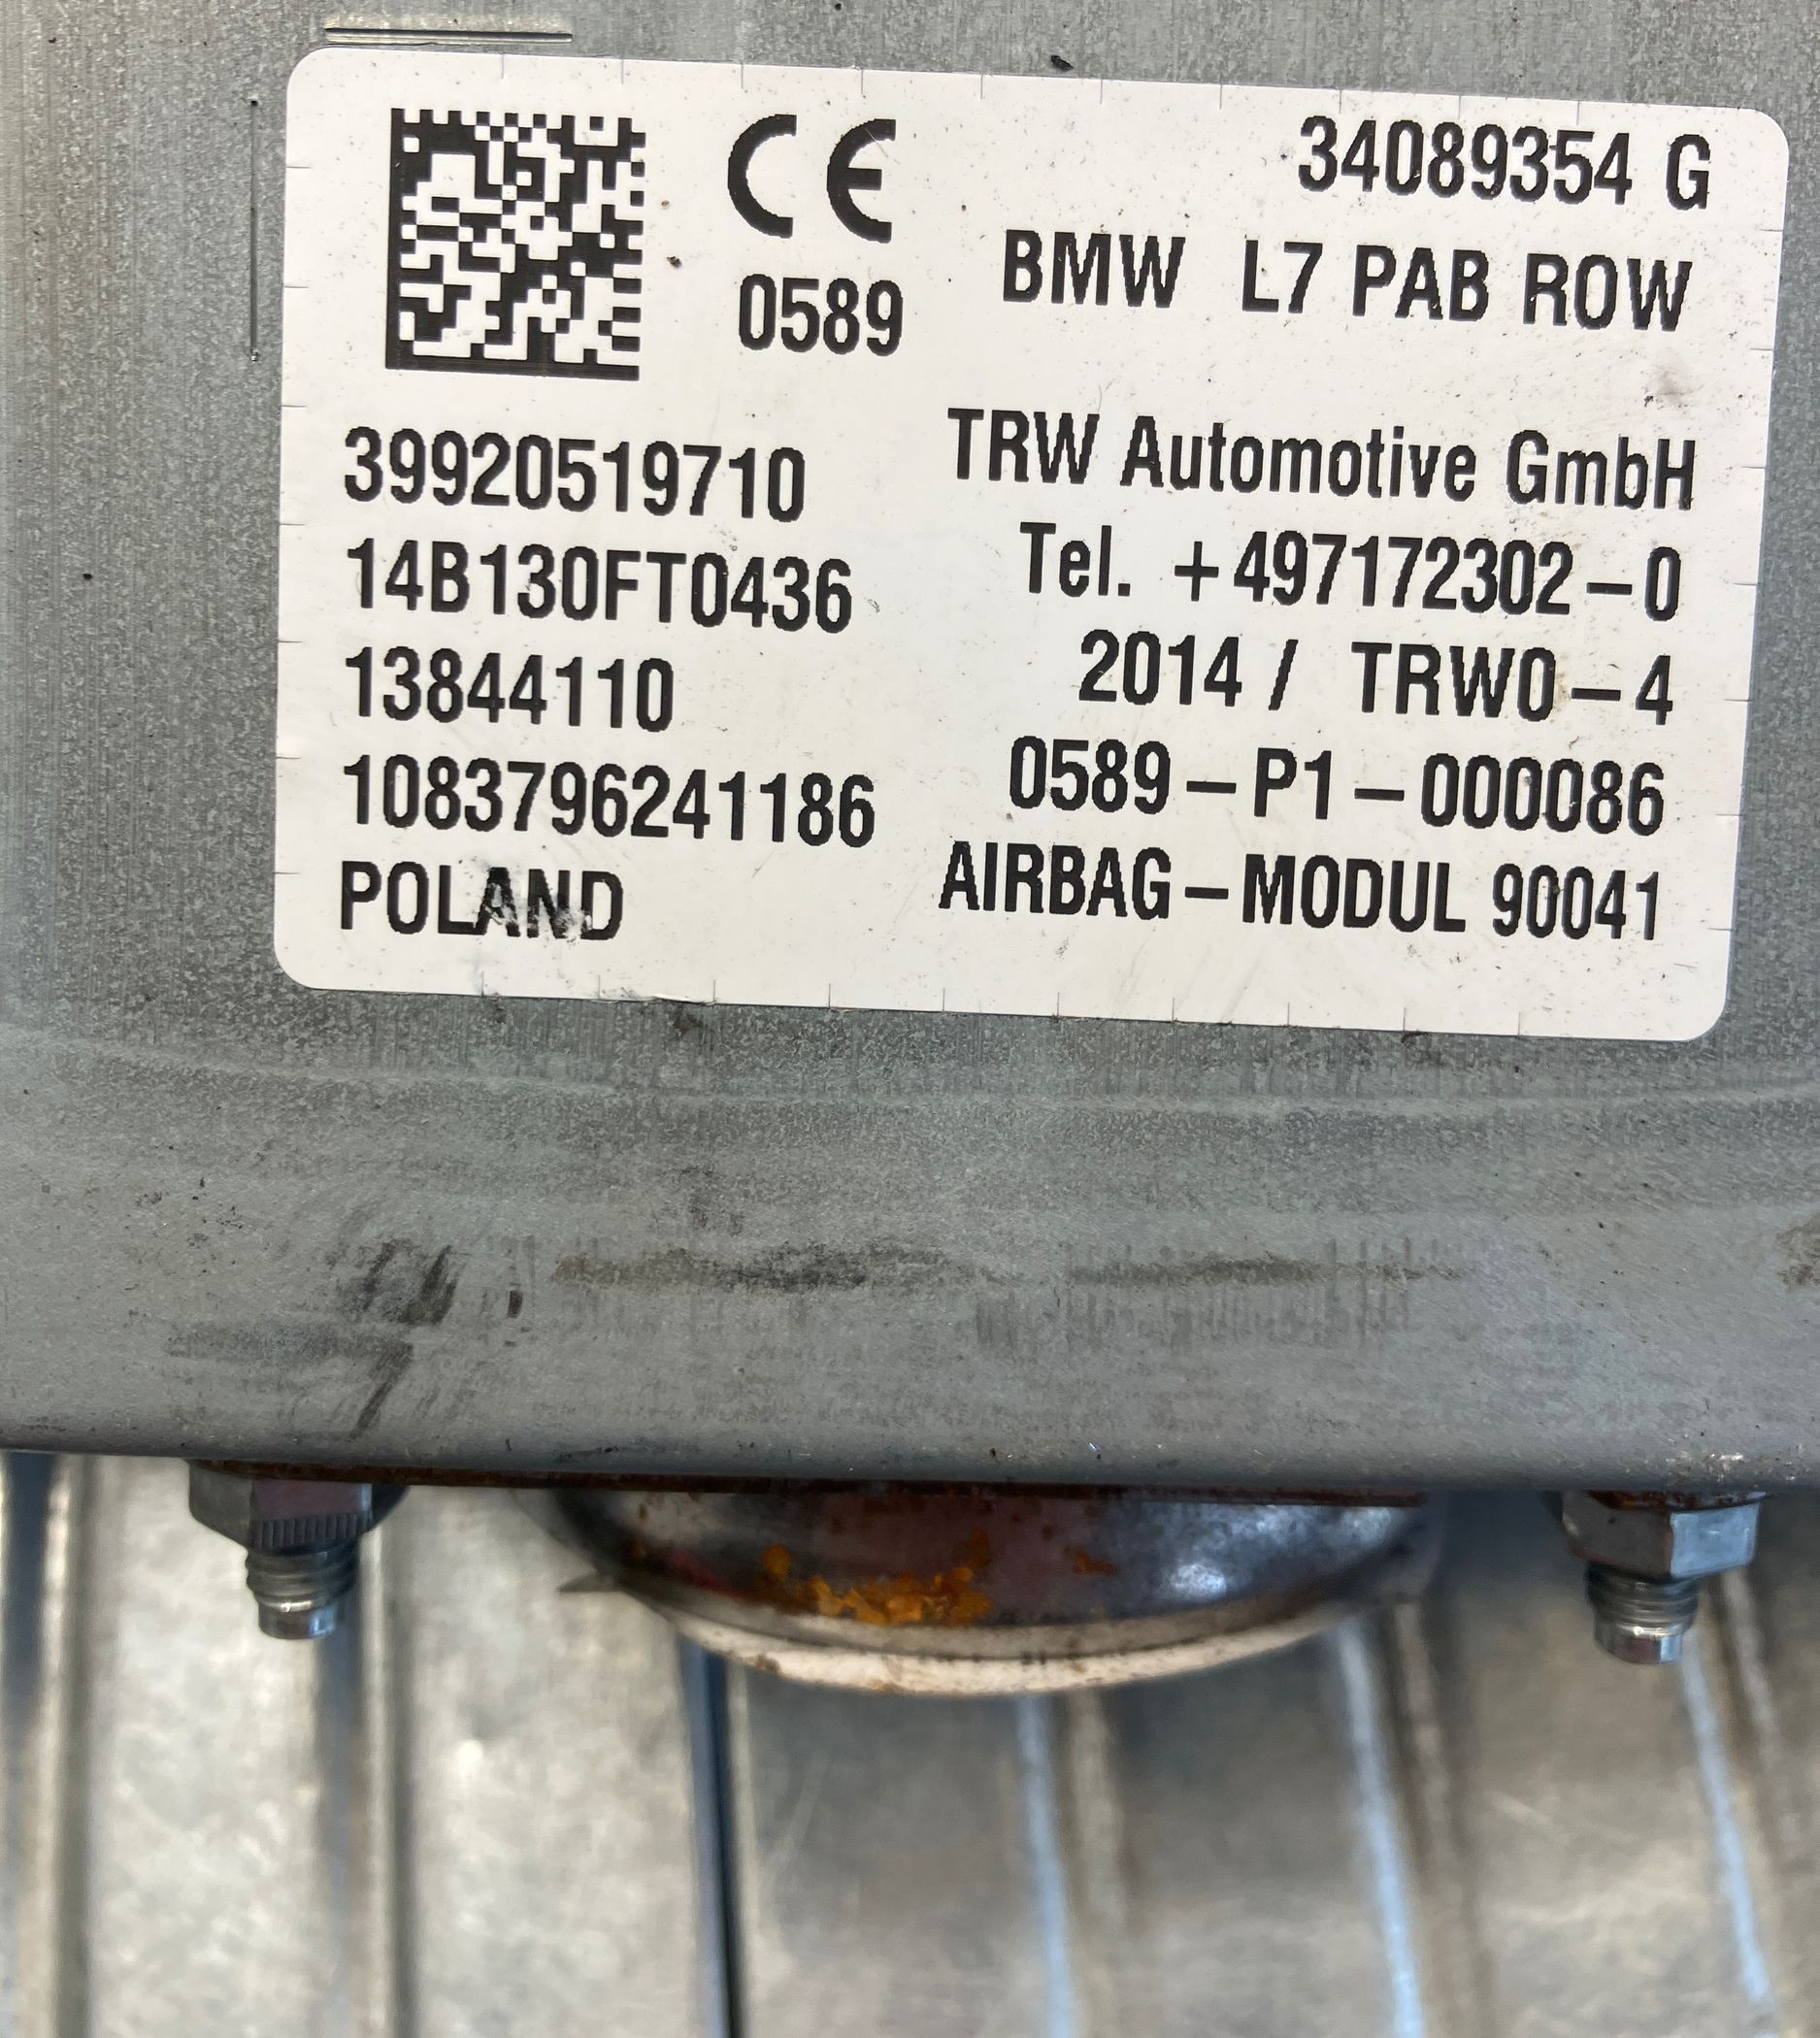 CE
0589
34089354 G
BMW L7 PAB ROW
39920519710
14B130FT0436
13844110
1083796241186
POLAND
TRW Automotive GmbH
Tel. +497172302-0
2014 / TRW0-4
0589-P1-000086
AIRBAG-MODUL 90041